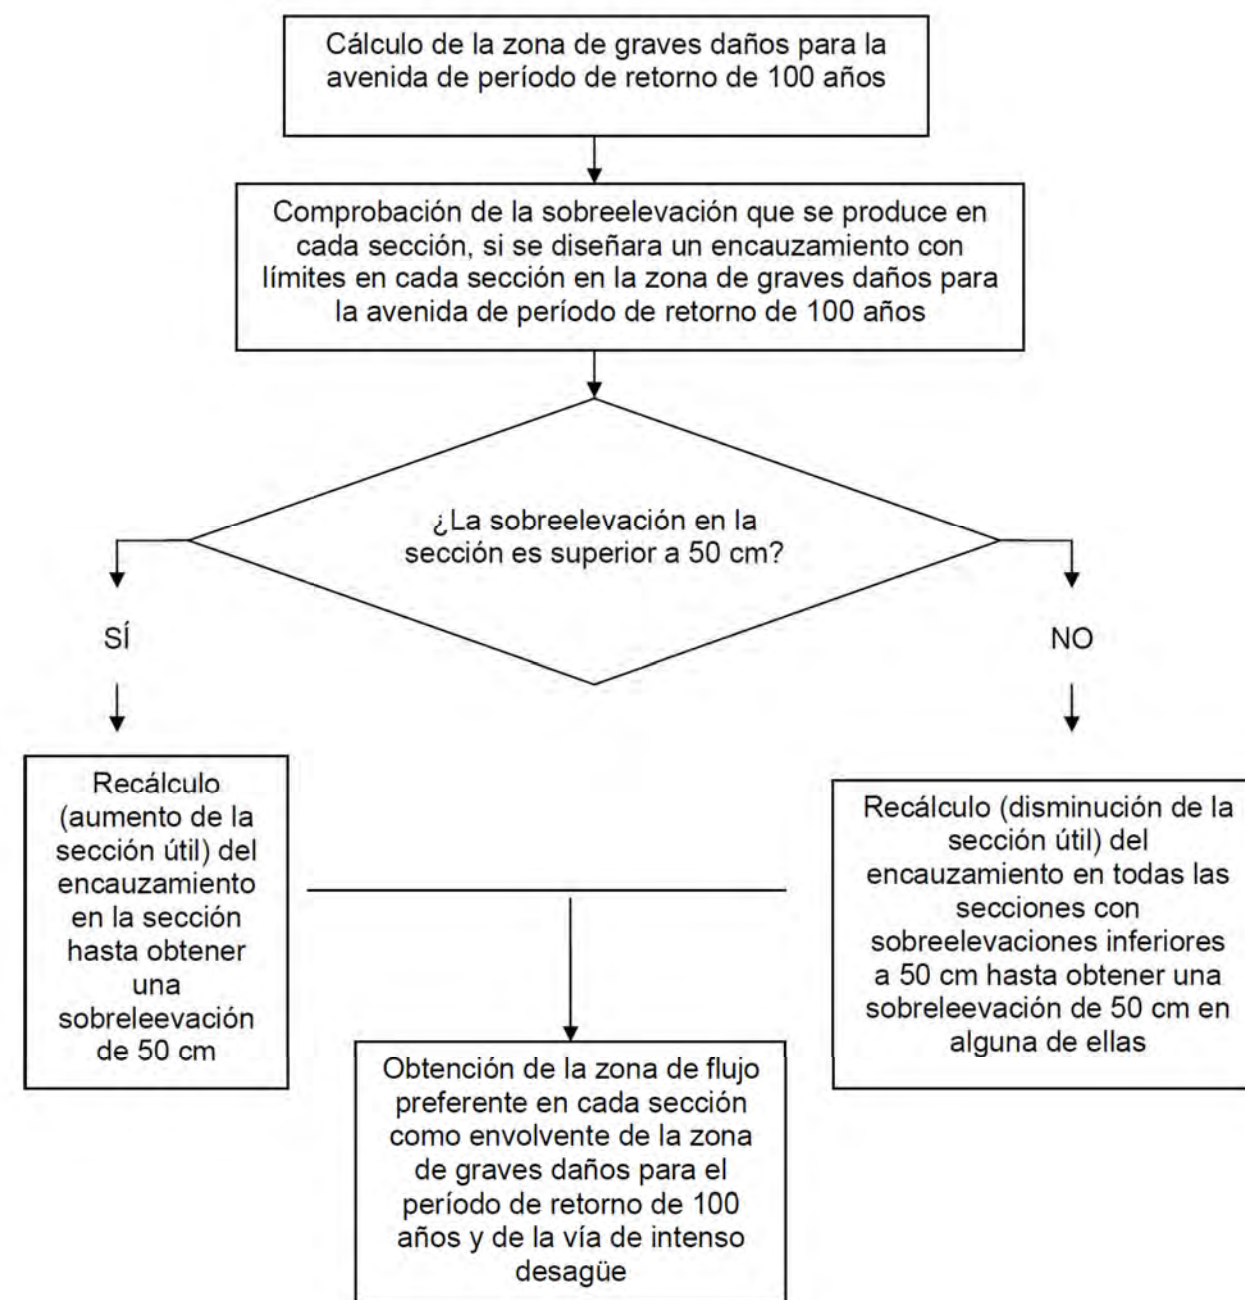 Cálculo de la zona de graves daños para la
avenida de período de retorno de 100 años
Comprobación de la sobreelevación que se produce en
cada sección, si se diseñara un encauzamiento con
límites en cada sección en la zona de graves daños para
la avenida de período de retorno de 100 años
¿La sobreelevación en la
sección es superior a 50 cm?
SÍ
NO
Recálculo
(aumento de la
sección útil) del
encauzamiento
en la sección
hasta obtener
una
sobreleevación
de 50 cm
Recálculo (disminución de la
sección útil) del
encauzamiento en todas las
secciones con
sobreelevaciones inferiores
a 50 cm hasta obtener una
sobreleevación de 50 cm en
alguna de ellas
Obtención de la zona de flujo
preferente en cada sección
como envolvente de la zona
de graves daños para el
período de retorno de 100
años y de la vía de intenso
desagüe